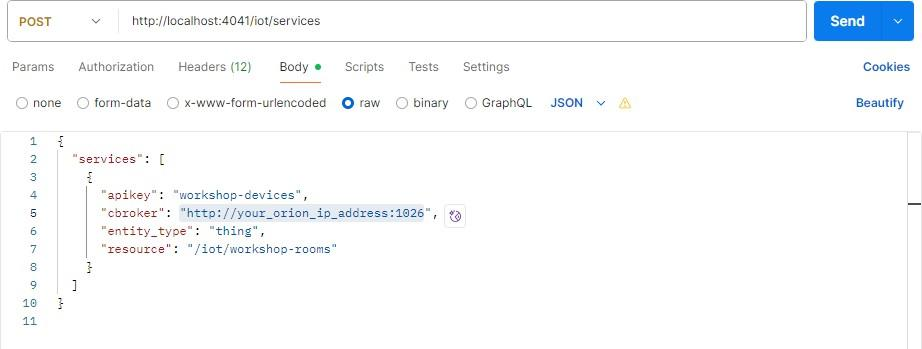 POST http://localhost:4041/iot/services Send
Params Authorization Headers (12) Body Scripts Tests Settings Cookies
none form-data x-www-form-urlencoded raw binary GraphQL JSON Beautify
1 {
2 "services": [
3 {
4 "apikey": "workshop-devices",
5 "cbroker": "http://your_orion_ip_address:1026",
6 "entity_type": "thing",
7 "resource": "/iot/workshop-rooms"
8 }
9 ]
10 }
11